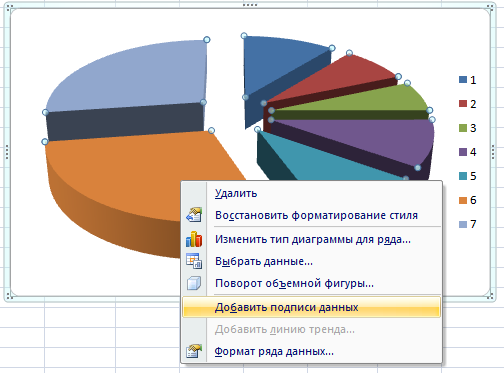 1
2
3
4
5
6
7
Удалить
Восстановить форматирование стиля
Изменить тип диаграммы для ряда...
Выбрать данные...
Поворот объемной фигуры...
Добавить подписи данных
Добавить линию тренда...
Формат ряда данных...